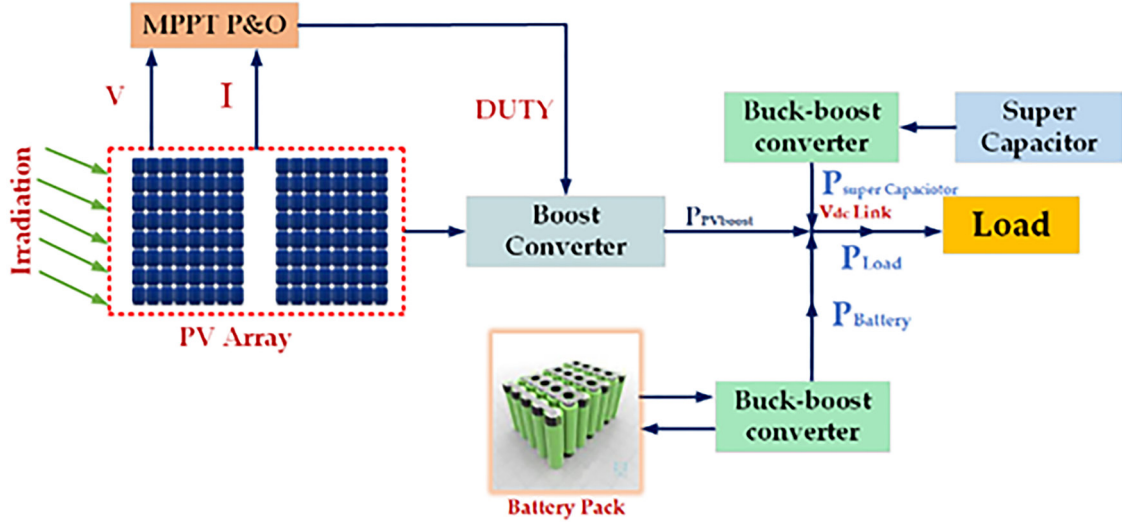 MPPT P&O
V
I
DUTY
Irradiation
PV Array
Boost
Converter
PPVboost
Buck-boost
converter
Super
Capacitor
Psuper Capaciotor
Vdc Link
Load
PLoad
PBattery
Buck-boost
converter
Battery Pack